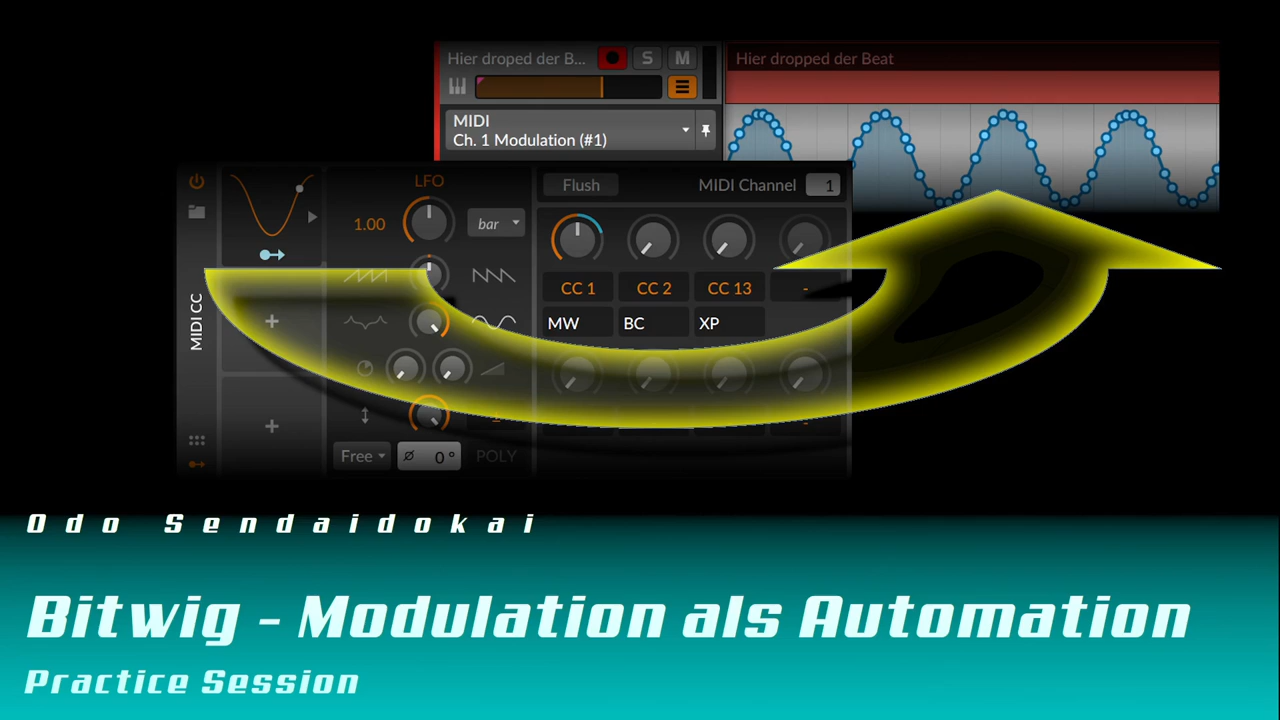 Hier droped der B... S M
Hier dropped der Beat
MIDI
Ch. 1 Modulation (#1)
LFO
Flush
MIDI Channel 1
1.00
bar
CC 1 CC 2 CC 13 -
MW BC XP
MIDI CC
-
Free
Ø 0°
POLY
Odo Sendaidokai
Bitwig - Modulation als Automation
Practice Session